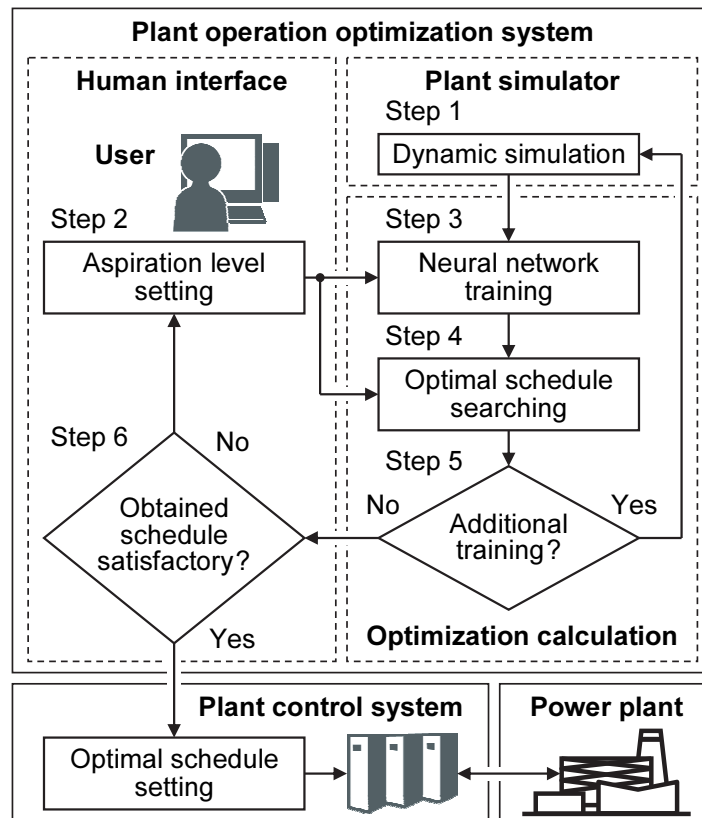 Plant operation optimization system
Human interface
User
Step 2
Aspiration level
setting
Step 6
No
Obtained
schedule
satisfactory?
Yes
Plant simulator
Step 1
Dynamic simulation
Step 3
Neural network
training
Step 4
Optimal schedule
searching
Step 5
No
Yes
Additional
training?
Optimization calculation
Plant control system
Optimal schedule
setting
Power plant